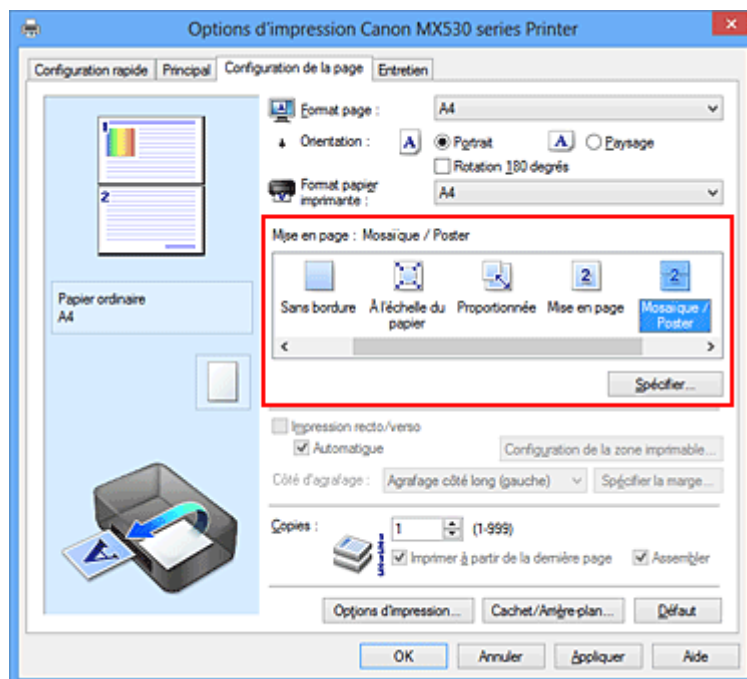 Options d'impression Canon MX530 series Printer
Configuration rapide Principal Configuration de la page Entretien
Format page : A4
Orientation : A Portrait A Paysage
Rotation 180 degrés
Format papier imprimante : A4
1
2
Mise en page : Mosaïque / Poster
2 2
Sans bordure À l'échelle du papier Proportionnée Mise en page Mosaïque / Poster
Papier ordinaire
A4
Spécifier...
Impression recto/verso
Automatique Configuration de la zone imprimable...
Côté d'agrafage : Agrafage côté long (gauche) Spécifier la marge...
Copies : 1 (1-999)
Imprimer à partir de la dernière page Assembler
A
Options d'impression... Cachet/Arrière-plan... Défaut
OK Annuler Appliquer Aide